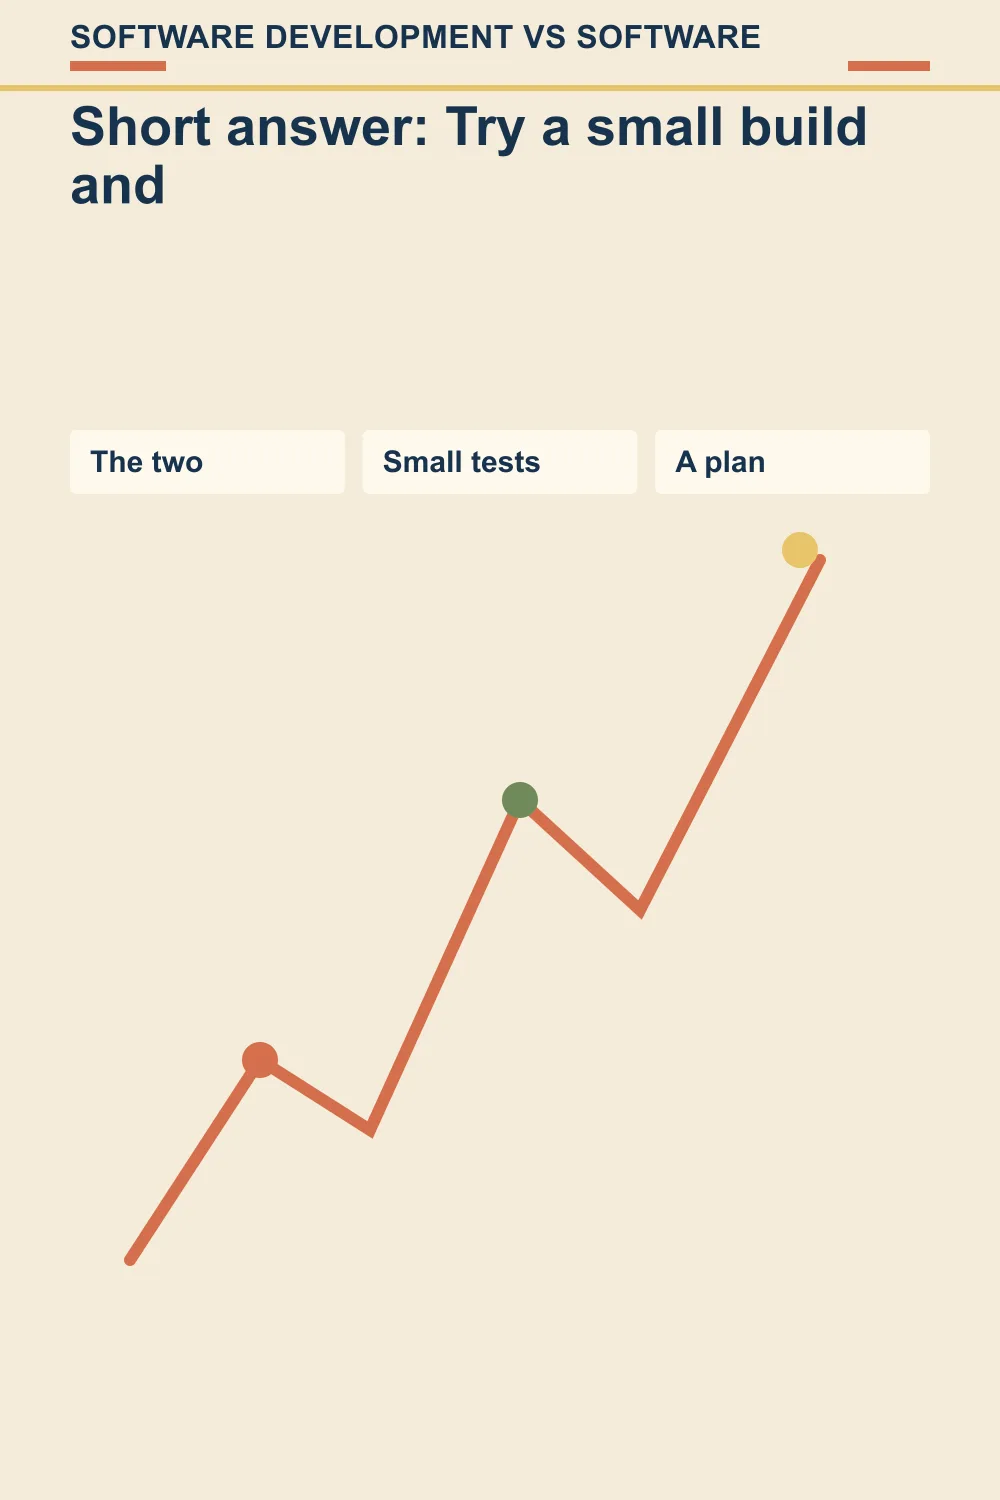 SOFTWARE DEVELOPMENT VS SOFTWARE
Short answer: Try a small build
and
The two
Small tests
A plan